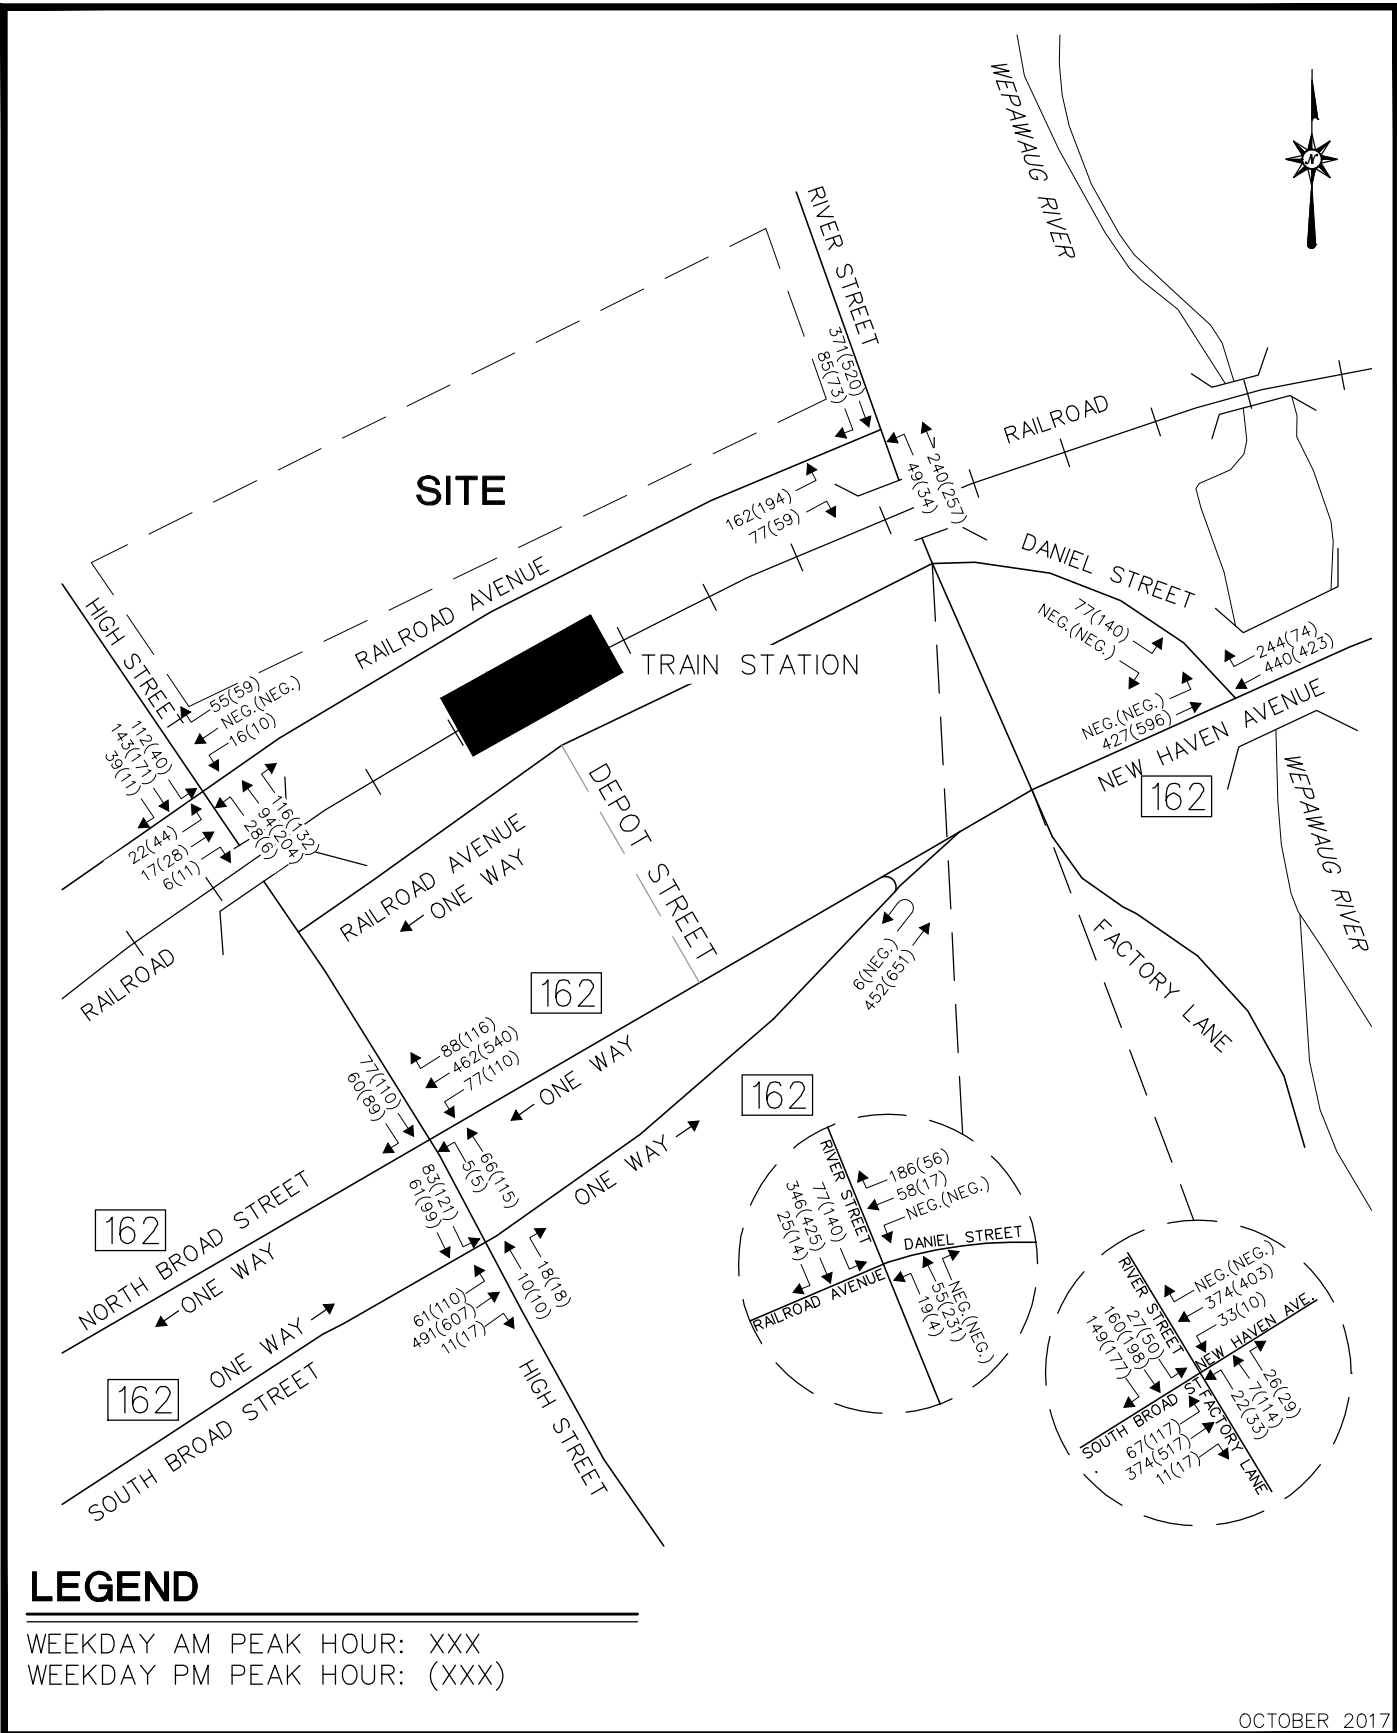 WEPAWAUG RIVER
N
RIVER STREET
371(520)
85(73)
RAILROAD
240(257)
49(34)
162(194)
77(59)
SITE
RAILROAD AVENUE
DANIEL STREET
77(140)
NEG.(NEG.)
244(74)
440(423)
NEG.(NEG.)
427(596)
NEW HAVEN AVENUE
162
TRAIN STATION
HIGH STREE
55(59)
NEG.(NEG.)
16(10)
112(40)
143(171)
39(11)
22(44)
17(28)
6(11)
116(132
94(204)
28(6)
RAILROAD
RAILROAD AVENUE
ONE WAY
DEPOT STREET
WEPAWAUG RIVER
FACTORY LANE
6(NEG.)
452(651)
162
88(116)
462(540)
77(110)
ONE WAY
77(110)
60(89)
66(115)
5(5)
83(121)
61(99)
162
ONE WAY
162
NORTH BROAD STREET
ONE WAY
18(18)
10(10)
61(110)
491(607)
11(17)
ONE WAY
162
SOUTH BROAD STREET
HIGH STREET
RIVER STREET
186(56)
58(17)
NEG.(NEG.)
77(140)
346(425)
25(14)
DANIEL STREET
RAILROAD AVENUE
NEG.(NEG.)
55(231)
19(4)
RIVER STREET
NEG.(NEG.)
374(403)
33(10)
27(50)
160(198)
149(177)
NEW HAVEN AVE.
SOUTH BROAD ST.
FACTORY LANE
26(29)
7(114)
22(33)
67(117)
374(517)
11(17)
LEGEND
WEEKDAY AM PEAK HOUR: XXX
WEEKDAY PM PEAK HOUR: (XXX)
OCTOBER 2017